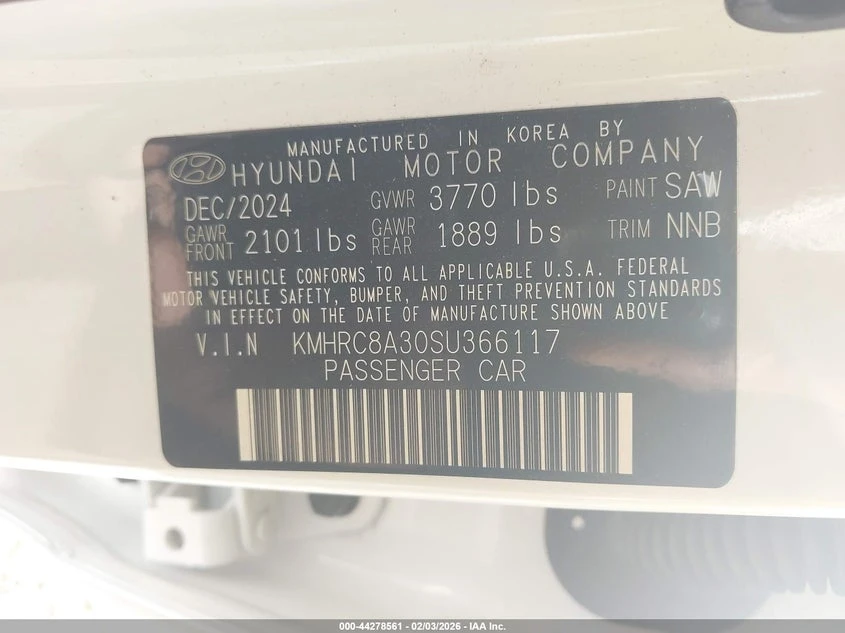 MANUFACTURED IN KOREA BY
HYUNDAI MOTOR COMPANY
DEC/2024 GVWR 3770 lbs PAINT SAW
GAWR FRONT 2101 lbs GAWR REAR 1889 lbs TRIM NNB
THIS VEHICLE CONFORMS TO ALL APPLICABLE U.S.A. FEDERAL
MOTOR VEHICLE SAFETY, BUMPER, AND THEFT PREVENTION STANDARDS
IN EFFECT ON THE DATE OF MANUFACTURE SHOWN ABOVE
V.I.N KMHRC8A30SU366117
PASSENGER CAR
000-44278561 - 02/03/2026 - IAA Inc.